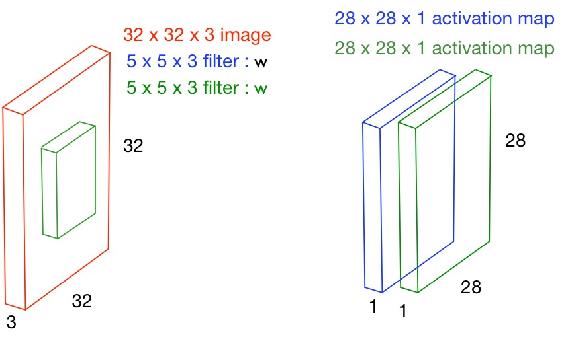 32 x 32 x 3 image
5 x 5 x 3 filter : w
5 x 5 x 3 filter : w
32
32
3
28 x 28 x 1 activation map
28 x 28 x 1 activation map
28
28
1
1